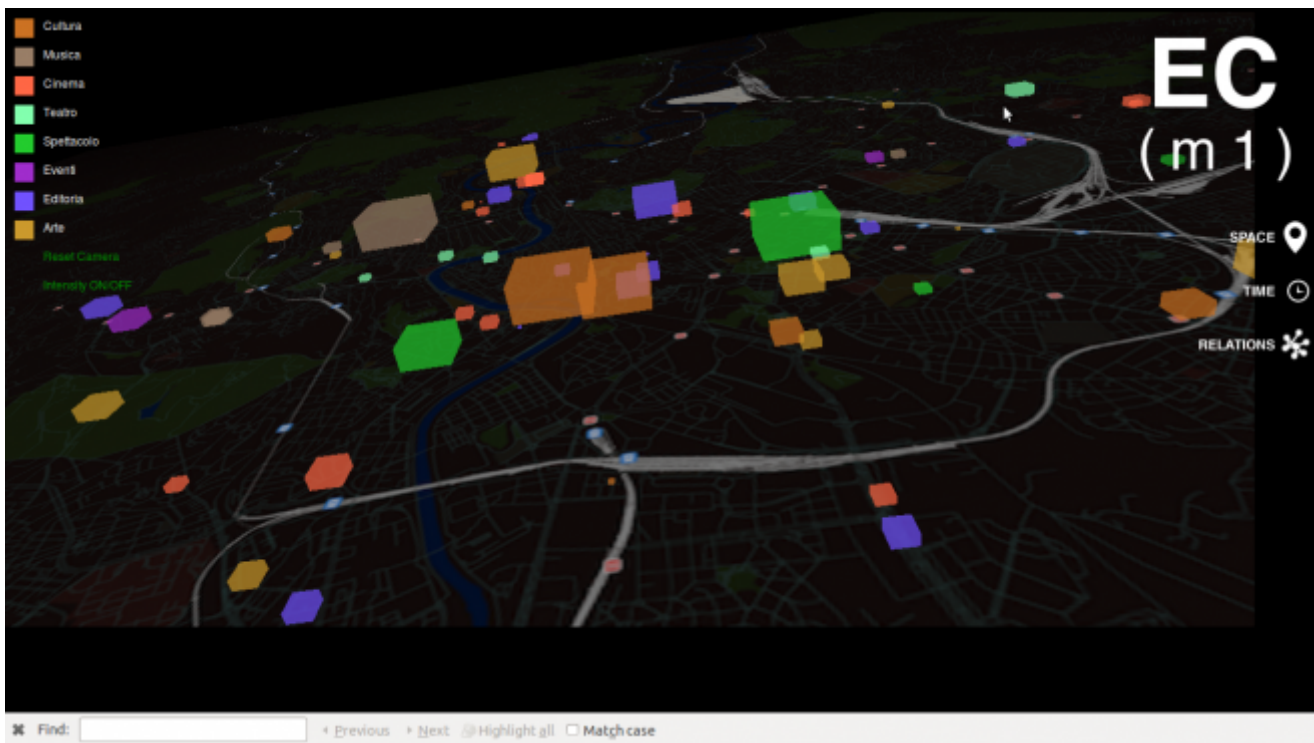 Cultura
Musica
Cinema
Teatro
Spettacolo
Eventi
Editoria
Arte
Reset Camera
Intensity ON/OFF
EC
( m 1 )
SPACE
TIME
RELATIONS
Find:
Previous
Next
Highlight all
Match case